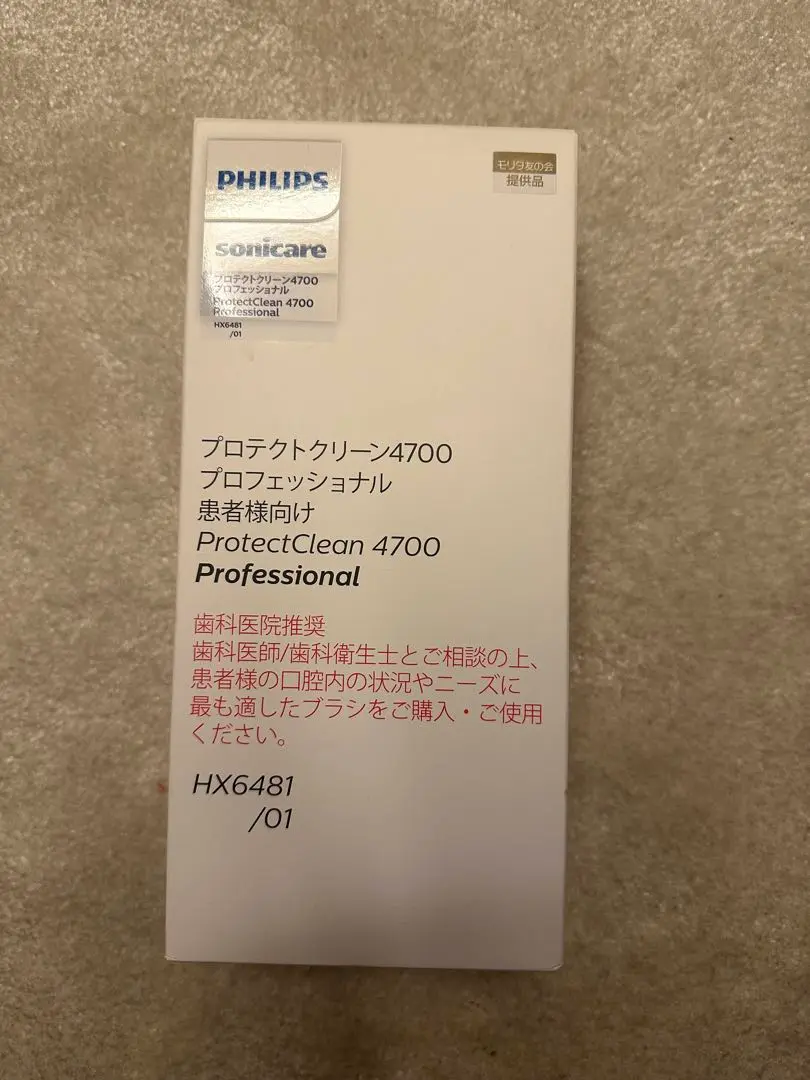 PHILIPS
sonicare
プロテクトクリーン4700
プロフェッショナル
ProtectClean 4700
Professional
HX6481
/01
モリタ友の会
提供品
プロテクトクリーン4700
プロフェッショナル
患者様向け
ProtectClean 4700
Professional
歯科医院推奨
歯科医師/歯科衛生士とご相談の上、
患者様の口腔内の状況やニーズに
最も適したブラシをご購入・ご使用
ください。
HX6481
/01